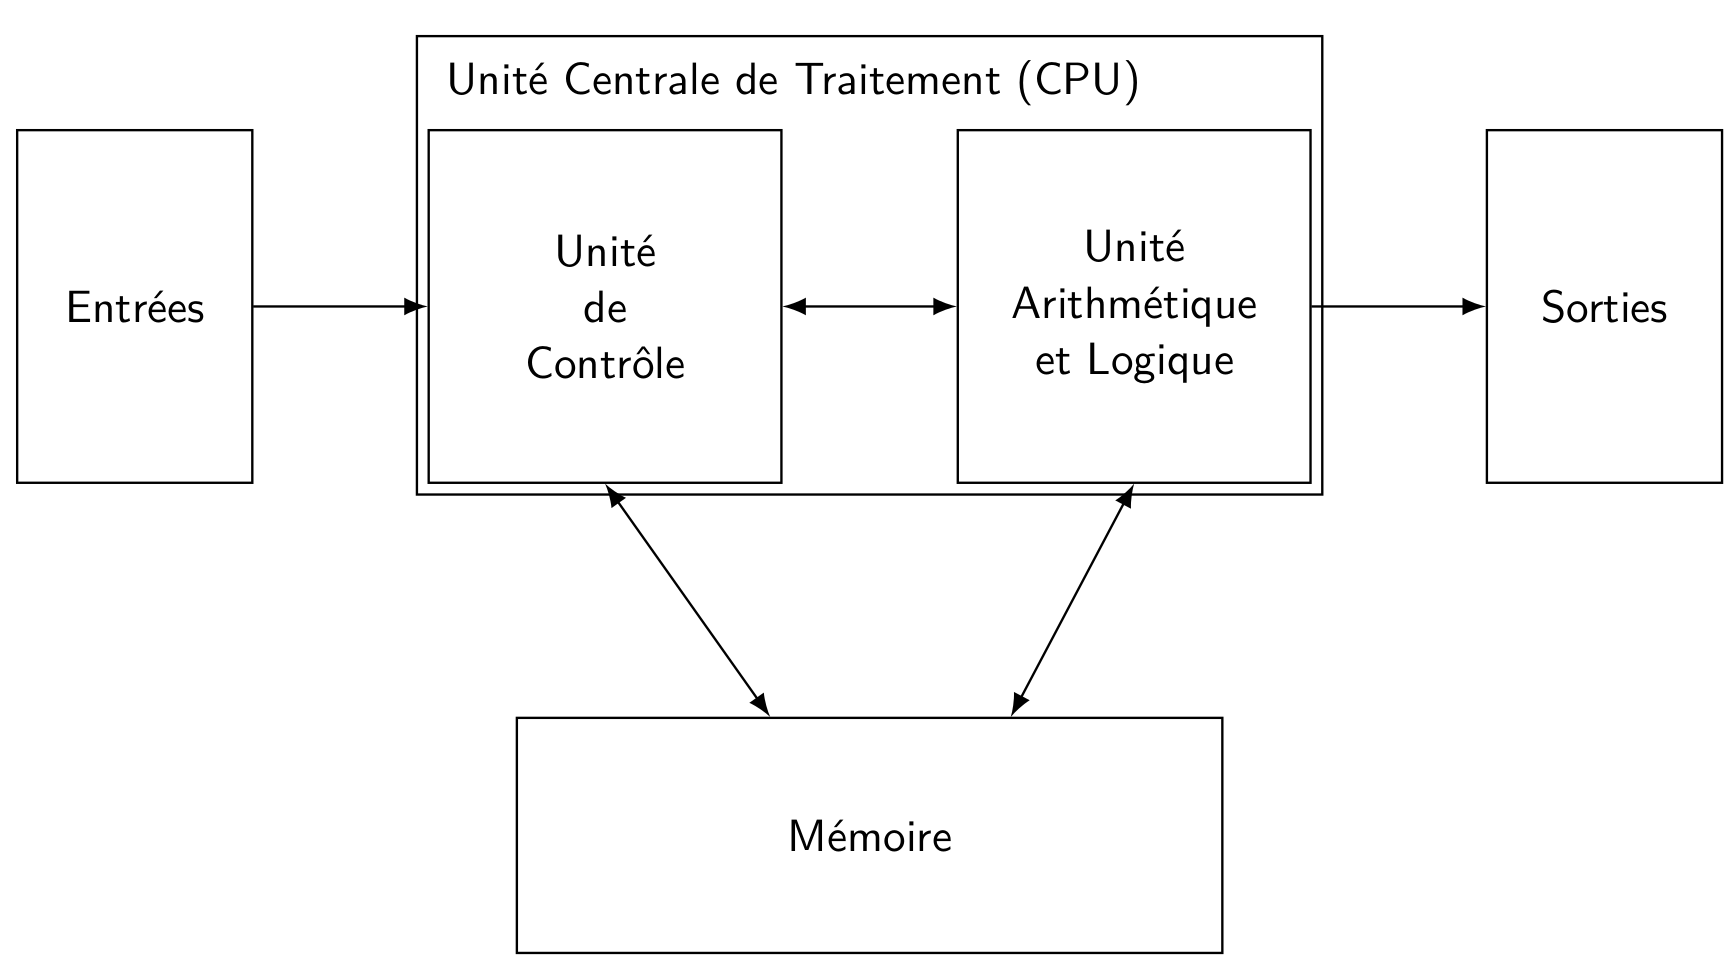 Unité Centrale de Traitement (CPU)
Entrées
Unité
de
Contrôle
Unité
Arithmétique
et Logique
Sorties
Mémoire